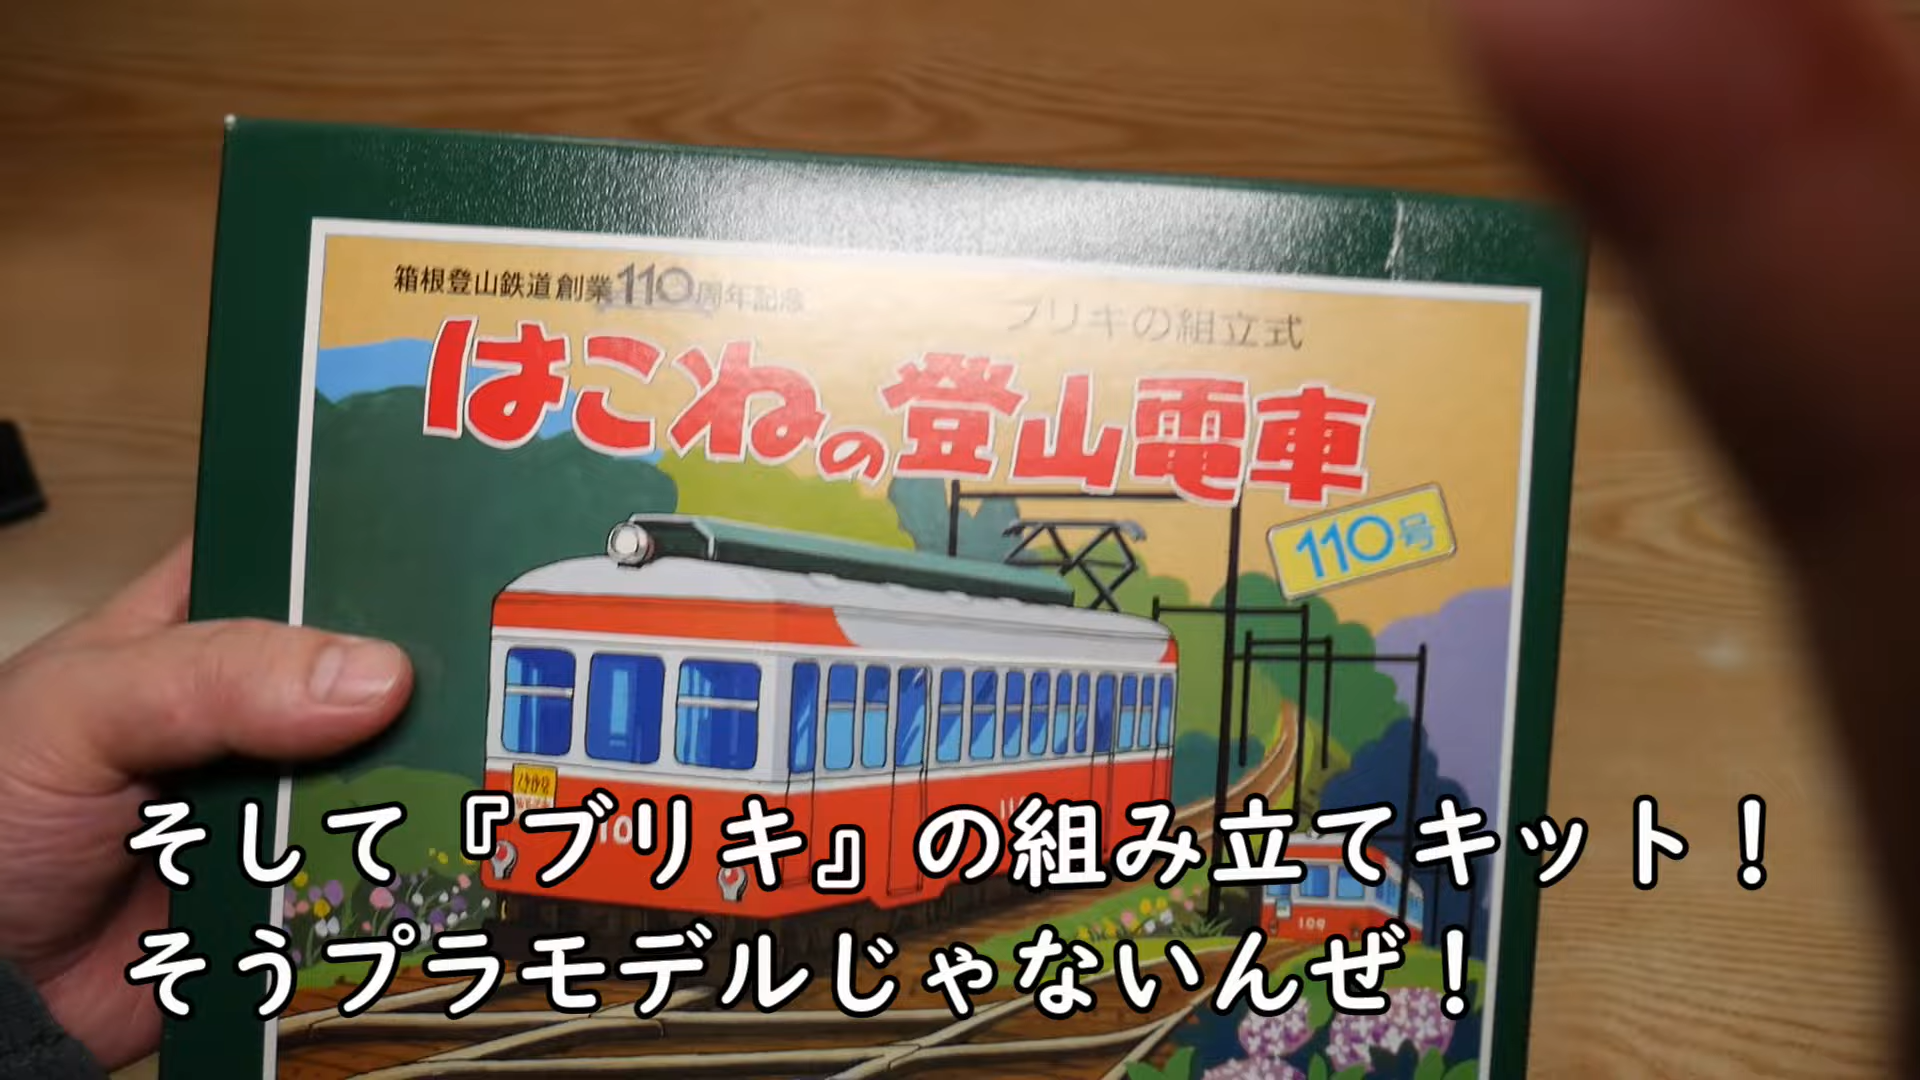 箱根登山鉄道創業110周年記念
ブリキの組立式
はこねの登山電車
110号
109
そして『ブリキ』の組み立てキット！
そうプラモデルじゃないんぜ！